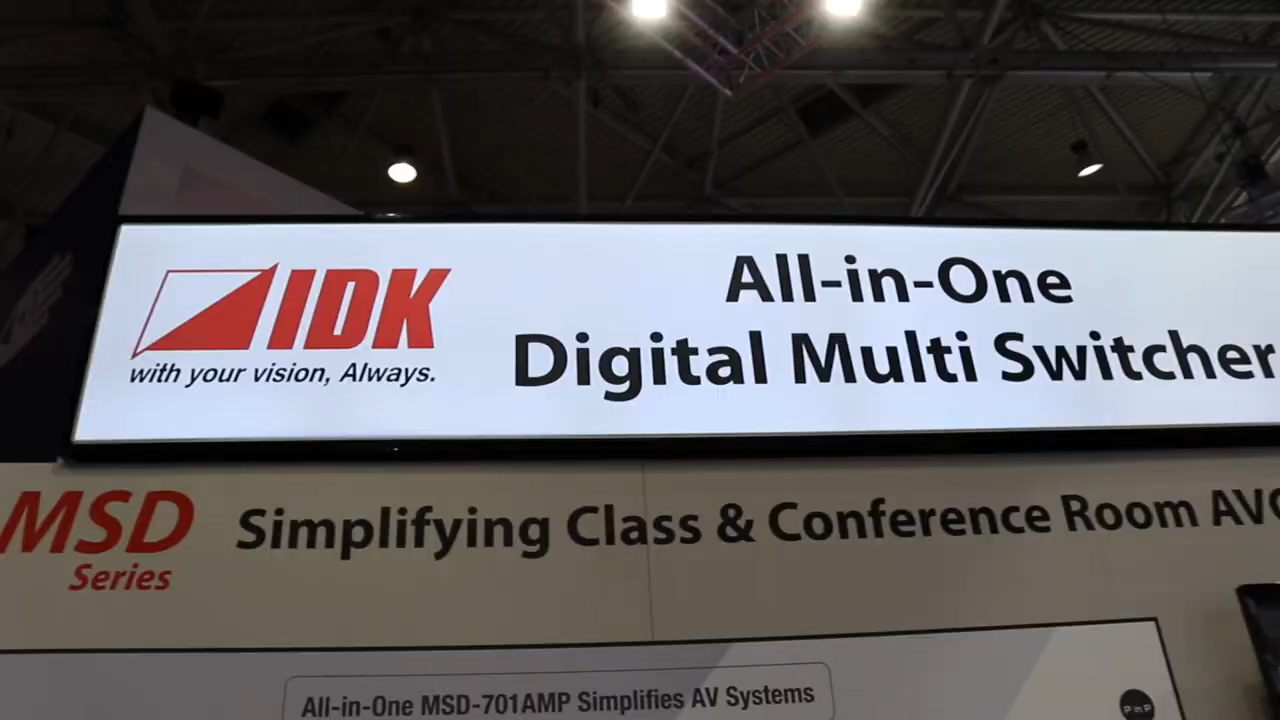 IDK
with your vision, Always.
All-in-One
Digital Multi Switcher
MSD
Series
Simplifying Class & Conference Room AV
All-in-One MSD-701AMP Simplifies AV Systems
P in P